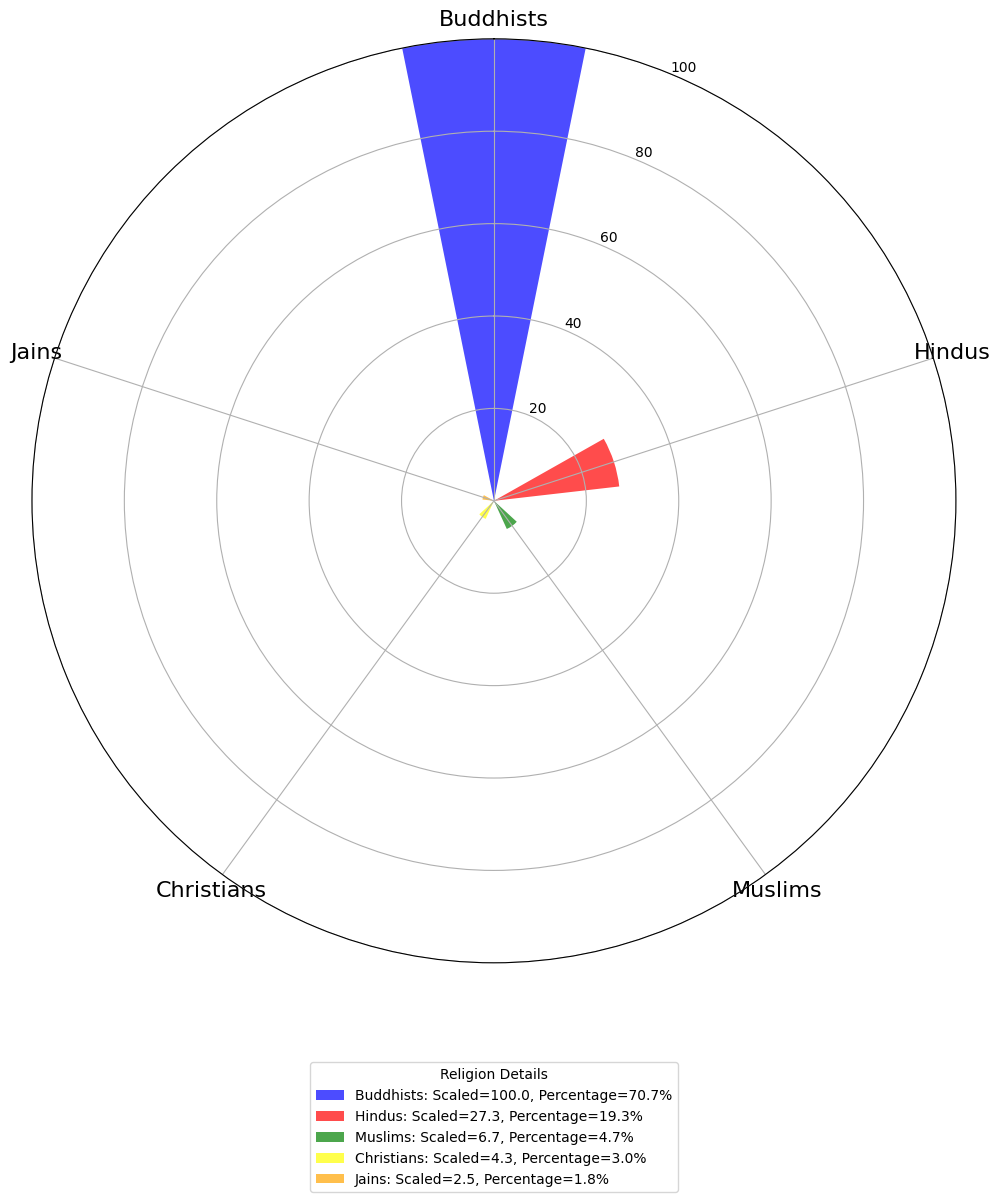 Buddhists
100
80
60
40
20
Jains
Hindus
Christians
Muslims
Religion Details
Buddhists: Scaled=100.0, Percentage=70.7%
Hindus: Scaled=27.3, Percentage=19.3%
Muslims: Scaled=6.7, Percentage=4.7%
Christians: Scaled=4.3, Percentage=3.0%
Jains: Scaled=2.5, Percentage=1.8%